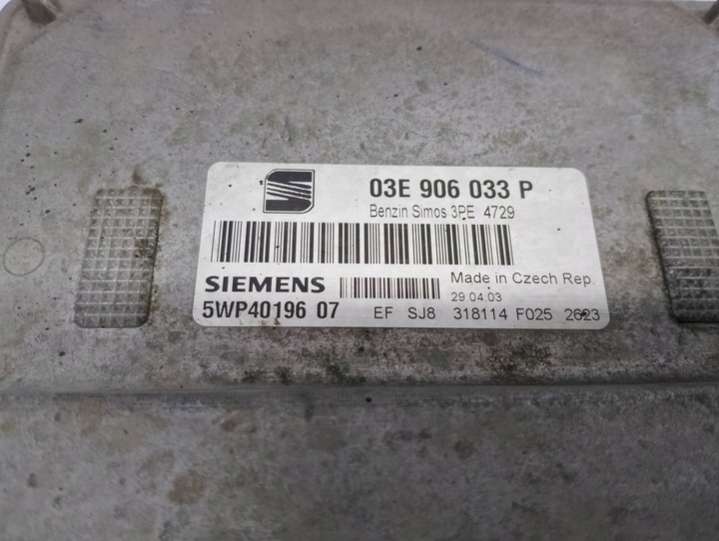 03E 906 033 P
Benzin Simos 3PE 4729
SIEMENS Made in Czech Rep
29 04 03
5WP40196 07 EF SJ8 318114 F025 2623